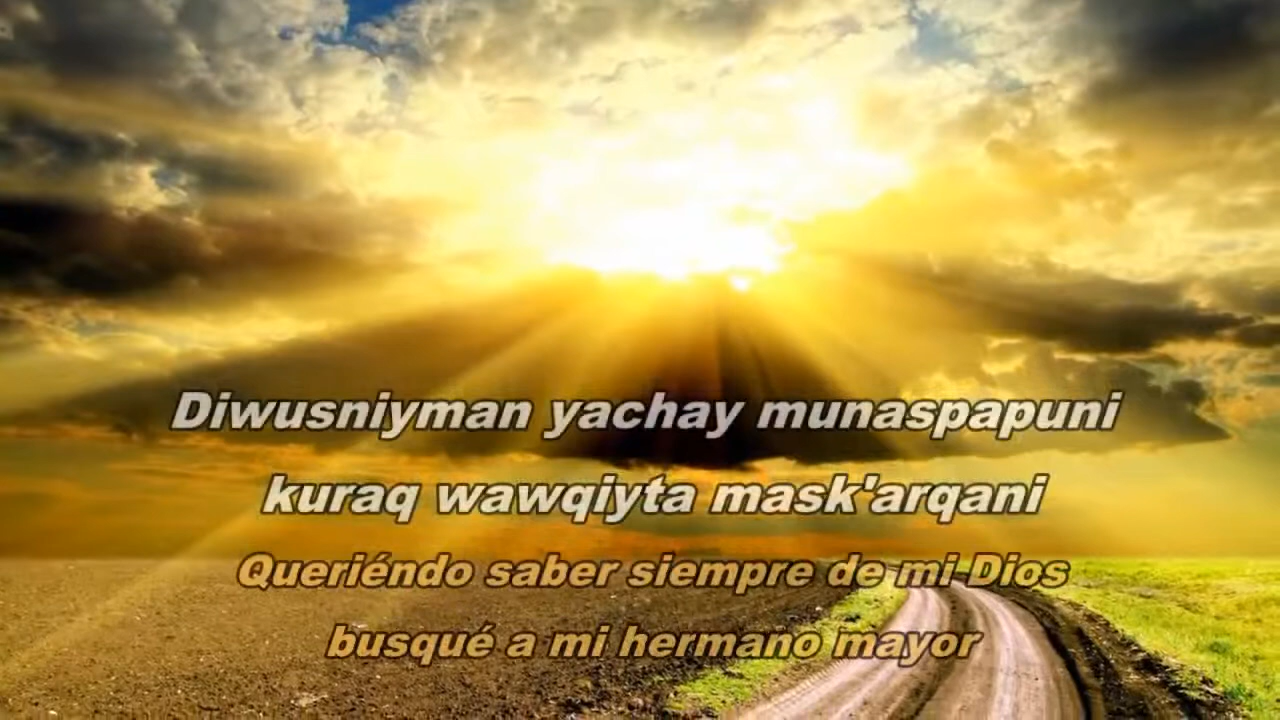 Diwusniyman yachay munaspapuni
kuraq wawqiyta mask'arqani
Queriéndo saber siempre de mi Dios
busqué a mi hermano mayor